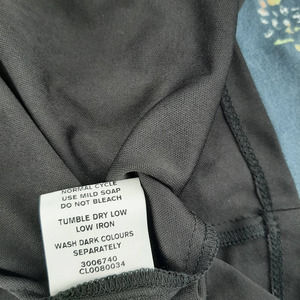 NORMAL CYCLE
USE MILD SOAP
DO NOT BLEACH
TUMBLE DRY LOW
LOW IRON
WASH DARK COLOURS
SEPARATELY
3006740
CL0080034